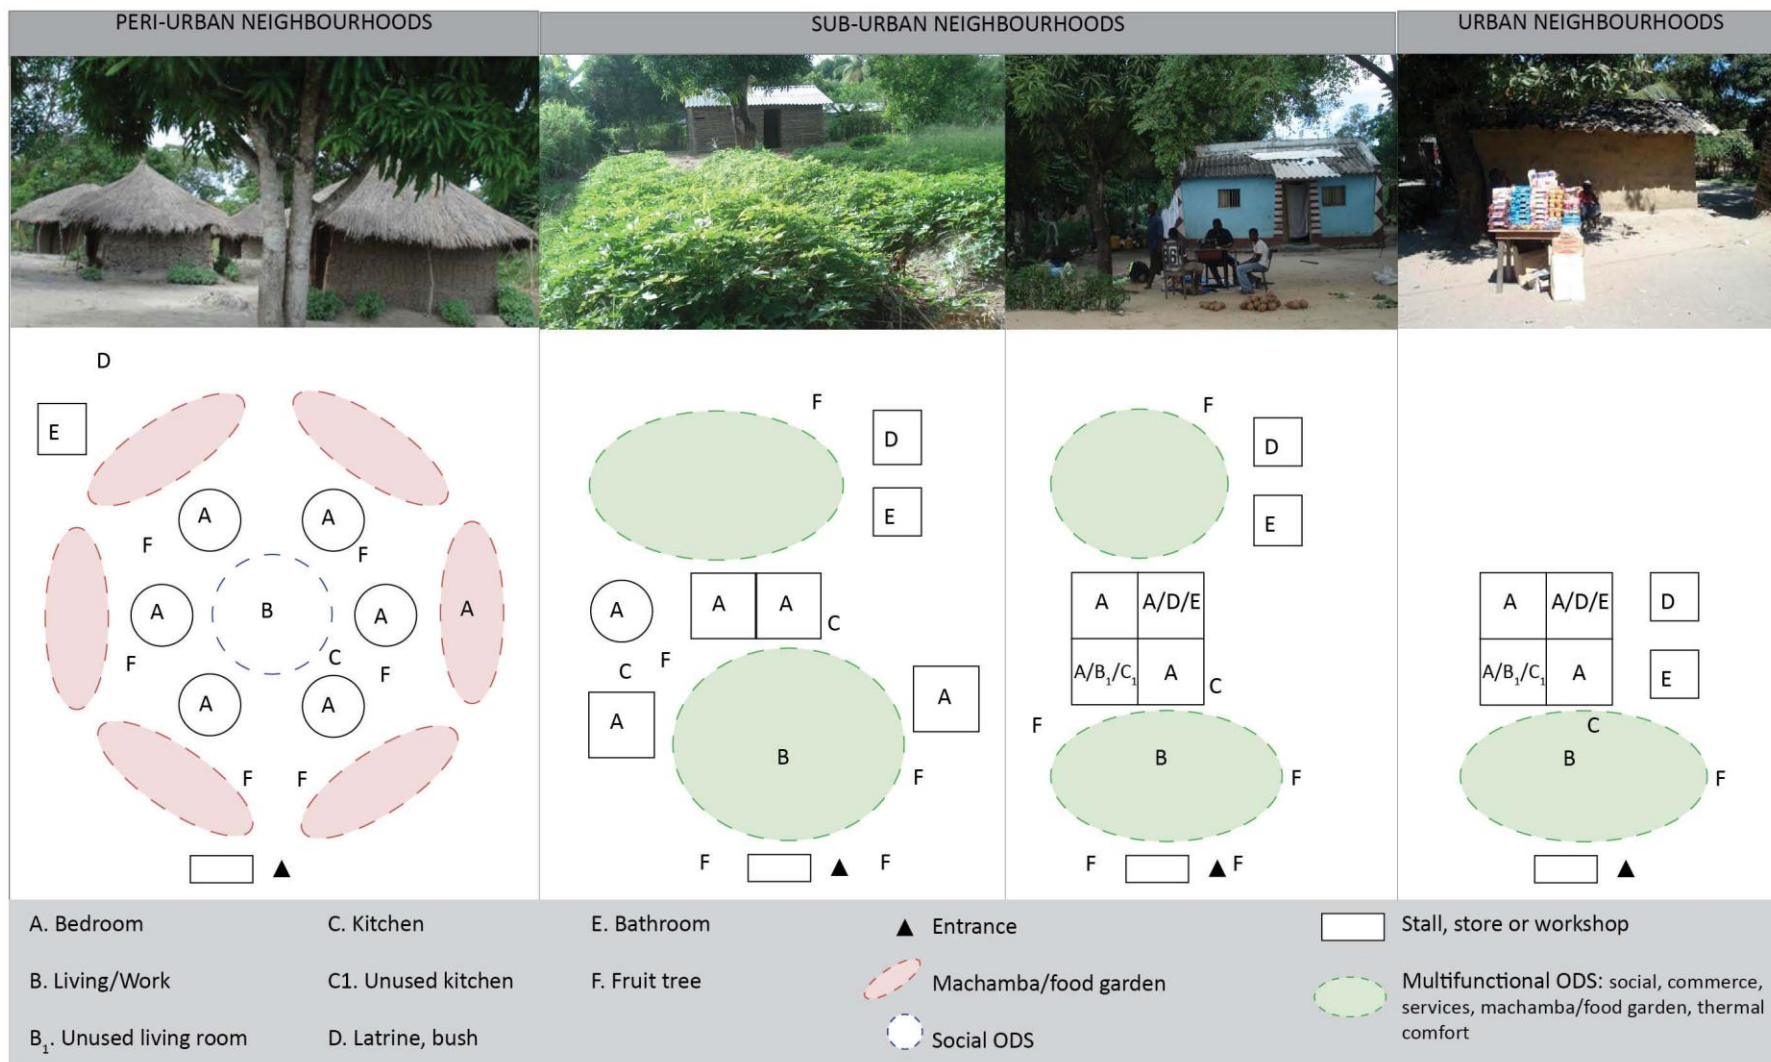 PERI-URBAN NEIGHBOURHOODS
SUB-URBAN NEIGHBOURHOODS
URBAN NEIGHBOURHOODS
D
E
A
A
F
F
A
B
A
A
F
C
F
A
A
F
F
F
D
E
A
A
A
C
C
F
A
A
B
F
F
F
F
D
E
A
A/D/E
A/B1/C1
A
C
F
B
F
F
F
A
A/D/E
D
A/B1/C1
A
E
C
B
F
A. Bedroom
B. Living/Work
B1. Unused living room
C. Kitchen
C1. Unused kitchen
D. Latrine, bush
E. Bathroom
F. Fruit tree
Entrance
Machamba/food garden
Social ODS
Stall, store or workshop
Multifunctional ODS: social, commerce,
services, machamba/food garden, thermal
comfort